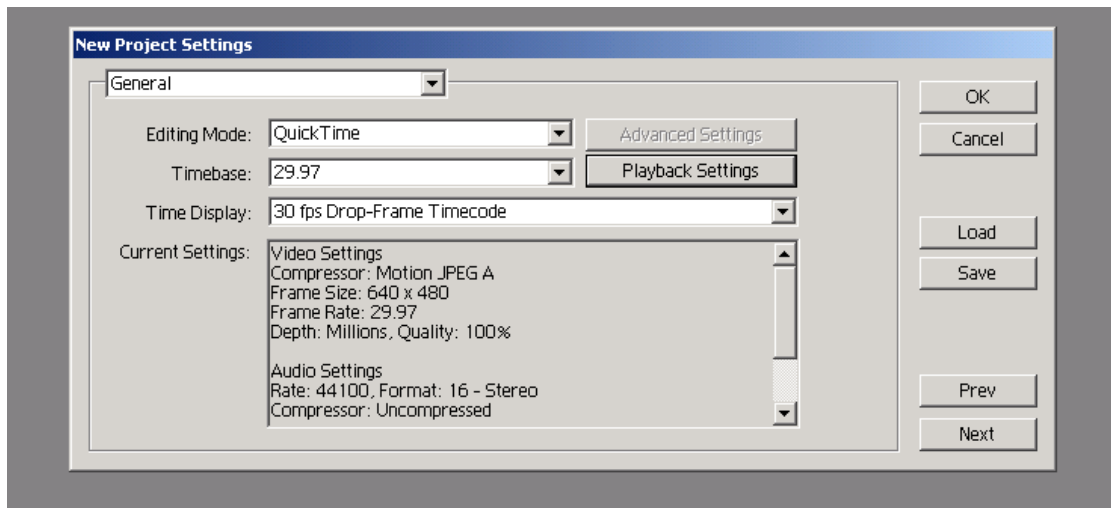 New Project Settings
General
OK
Editing Mode: QuickTime Advanced Settings
Cancel
Timebase: 29.97 Playback Settings
Time Display: 30 fps Drop-Frame Timecode
Load
Current Settings: Video Settings
Compressor: Motion JPEG A
Save
Frame Size: 640 x 480
Frame Rate: 29.97
Depth: Millions, Quality: 100%
Audio Settings
Rate: 44100, Format: 16 - Stereo
Prev
Compressor: Uncompressed
Next